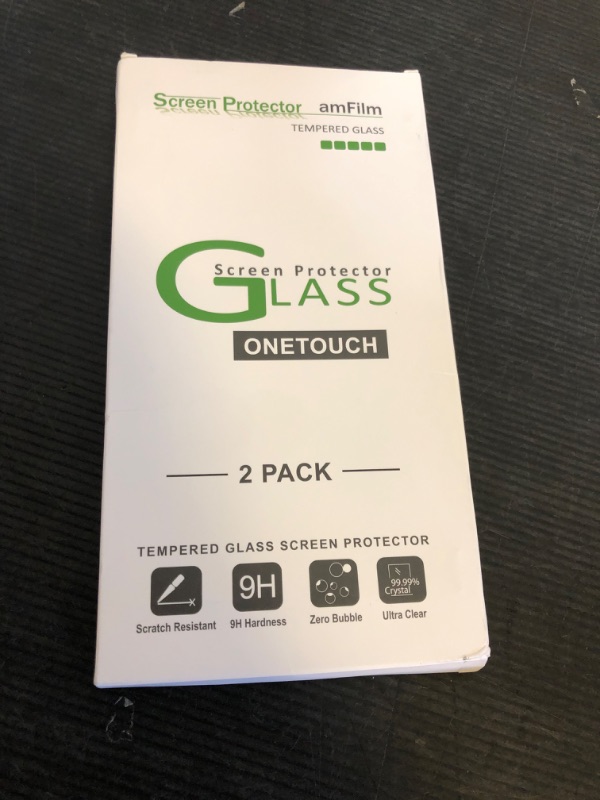 Screen Protector amFilm
TEMPERED GLASS
Screen Protector
GLASS
ONETOUCH
2 PACK
TEMPERED GLASS SCREEN PROTECTOR
9H
99.99%
Crystal
Scratch Resistant 9H Hardness Zero Bubble Ultra Clear